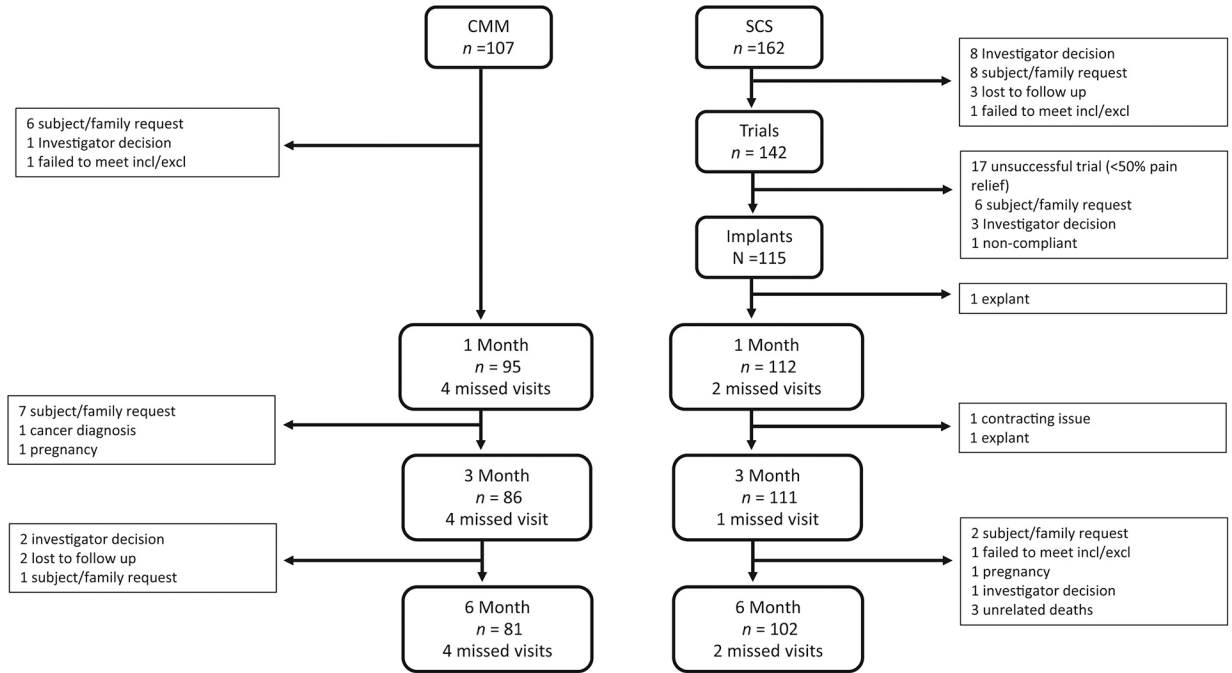 CMM
n =107
SCS
n =162
8 Investigator decision
8 subject/family request
3 lost to follow up
1 failed to meet incl/excl
6 subject/family request
1 Investigator decision
1 failed to meet incl/excl
Trials
n = 142
17 unsuccessful trial (<50% pain
relief)
6 subject/family request
3 Investigator decision
1 non-compliant
Implants
N =115
1 explant
1 Month
n = 95
4 missed visits
1 Month
n = 112
2 missed visits
7 subject/family request
1 cancer diagnosis
1 pregnancy
1 contracting issue
1 explant
3 Month
n = 86
4 missed visit
3 Month
n = 111
1 missed visit
2 investigator decision
2 lost to follow up
1 subject/family request
2 subject/family request
1 failed to meet incl/excl
1 pregnancy
1 investigator decision
3 unrelated deaths
6 Month
n = 81
4 missed visits
6 Month
n = 102
2 missed visits